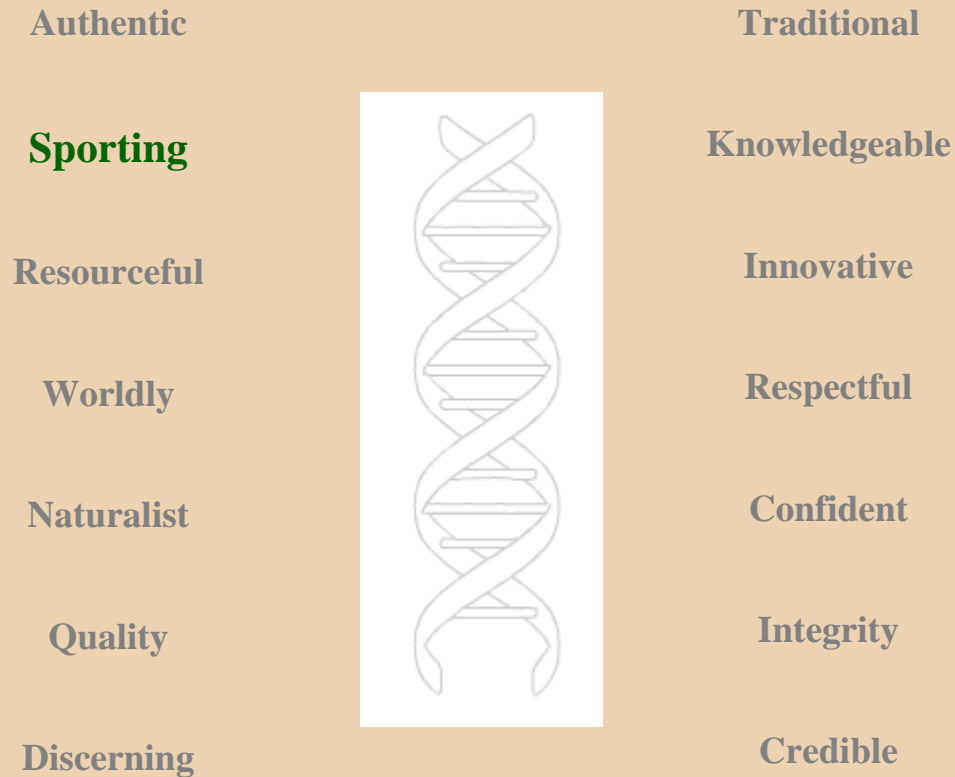 Authentic
Traditional
Sporting
Knowledgeable
Resourceful
Innovative
Worldly
Respectful
Naturalist
Confident
Quality
Integrity
Discerning
Credible